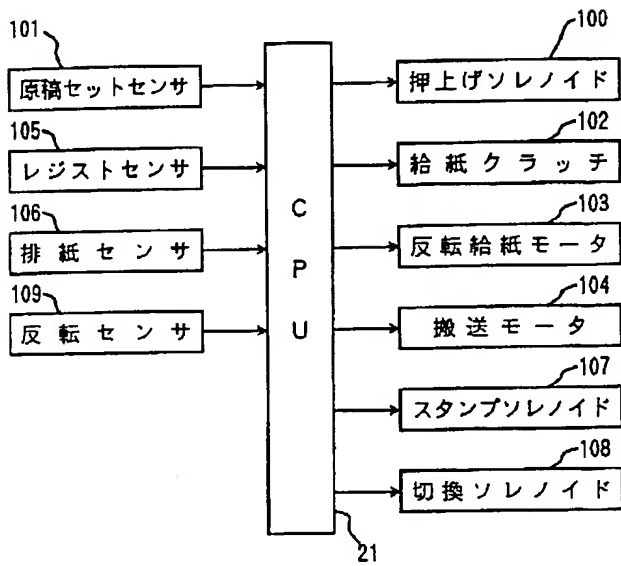 101
原稿セットセンサ
105
レジストセンサ
106
排紙センサ
109
反転センサ
CPU
21
100
押上げソレノイド
102
給紙クラッチ
103
反転給紙モータ
104
搬送モータ
107
スタンプソレノイド
108
切換ソレノイド